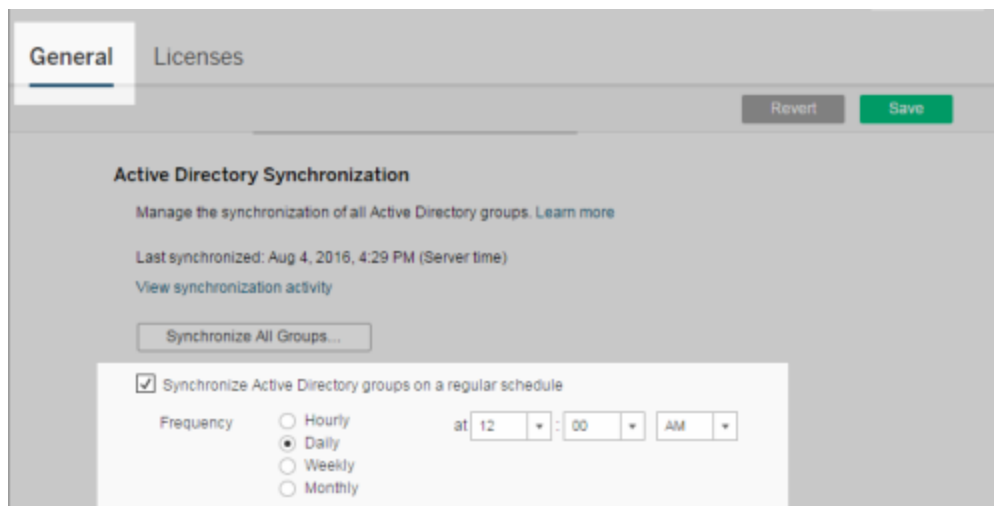 General Licenses
Revert Save
Active Directory Synchronization
Manage the synchronization of all Active Directory groups. Learn more
Last synchronized: Aug 4, 2016, 4:29 PM (Server time)
View synchronization activity
Synchronize All Groups...
Synchronize Active Directory groups on a regular schedule
Frequency Hourly at 12 : 00 AM
Daily
Weekly
Monthly